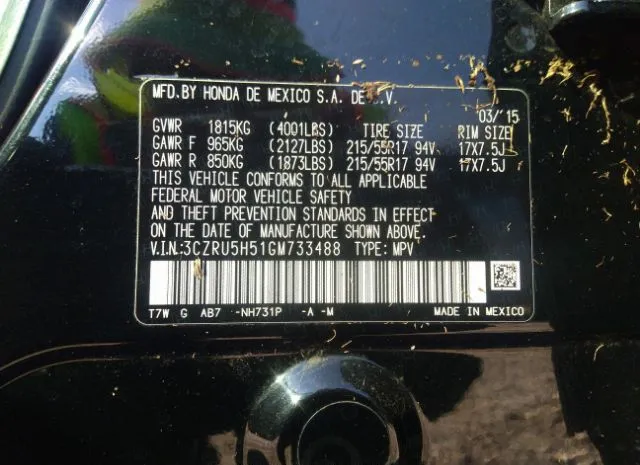 MFD.BY HONDA DE MEXICO S.A. DE C.V.
03/'15
GVWR 1815KG (4001LBS) TIRE SIZE RIM SIZE
GAWR F 965KG (2127LBS) 215/55R17 94V 17X7.5J
GAWR R 850KG (1873LBS) 215/55R17 94V 17X7.5J
THIS VEHICLE CONFORMS TO ALL APPLICABLE
FEDERAL MOTOR VEHICLE SAFETY
AND THEFT PREVENTION STANDARDS IN EFFECT
ON THE DATE OF MANUFACTURE SHOWN ABOVE.
V.I.N.:3CZRU5H51GM733488 TYPE: MPV
T7W G AB7 -NH731P -A -M MADE IN MEXICO